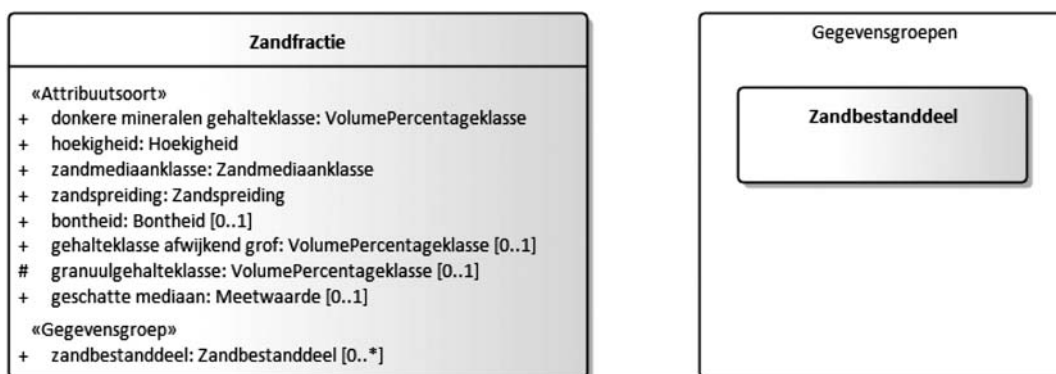 Zandfractie
«Attribuutsoort»
+ donkere mineralen gehalteklasse: VolumePercentageklasse
+ hoekigheid: Hoekigheid
+ zandmediaanklasse: Zandmediaanklasse
+ zandspreiding: Zandspreiding
+ bontheid: Bontheid [0..1]
+ gehalteklasse afwijkend grof: VolumePercentageklasse [0..1]
# granuulgehalteklasse: VolumePercentageklasse [0..1]
+ geschatte mediaan: Meetwaarde [0..1]
«Gegevensgroep»
+ zandbestanddeel: Zandbestanddeel [0..*]
Gegevensgroepen
Zandbestanddeel